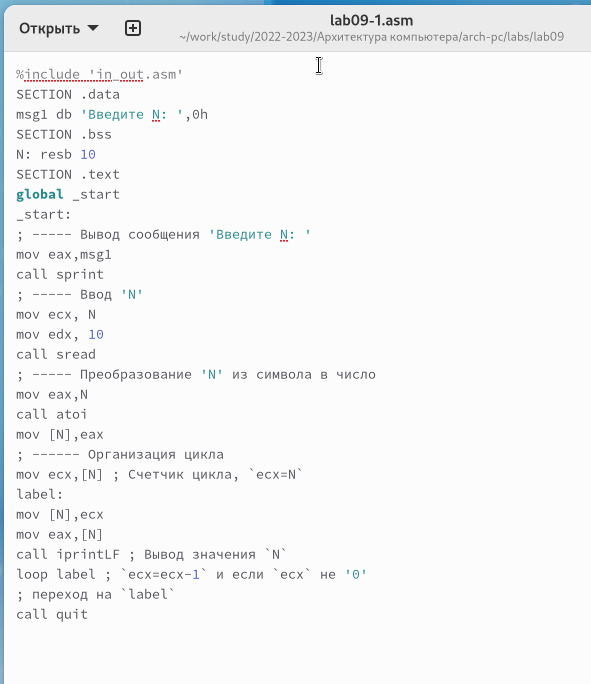 Открыть
lab09-1.asm
~/work/study/2022-2023/Архитектура компьютера/arch-pc/labs/lab09
%include 'in_out.asm'
SECTION .data
msg1 db 'Введите N: ',0h
SECTION .bss
N: resb 10
SECTION .text
global _start
_start:
; ----- Вывод сообщения 'Введите N: '
mov eax,msg1
call sprint
; ----- Ввод 'N'
mov ecx, N
mov edx, 10
call sread
; ----- Преобразование 'N' из символа в число
mov eax,N
call atoi
mov [N],eax
; ------ Организация цикла
mov ecx,[N] ; Счетчик цикла, `ecx=N`
label:
mov [N],ecx
mov eax,[N]
call iprintLF ; Вывод значения `N`
loop label ; `ecx=ecx-1` и если `ecx` не '0'
; переход на `label`
call quit